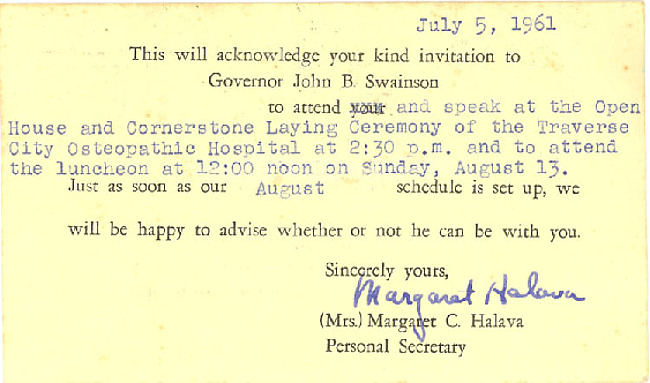 July 5, 1961
This will acknowledge your kind invitation to
Governor John B. Swainson
to attend your and speak at the Open
House and Cornerstone Laying Ceremony of the Traverse
City Osteopathic Hospital at 2:30 p.m. and to attend
the luncheon at 12:00 noon on Sunday, August 13.
Just as soon as our August schedule is set up, we
will be happy to advise whether or not he can be with you.
Sincerely yours,
Margaret Halava
(Mrs.) Margaret C. Halava
Personal Secretary